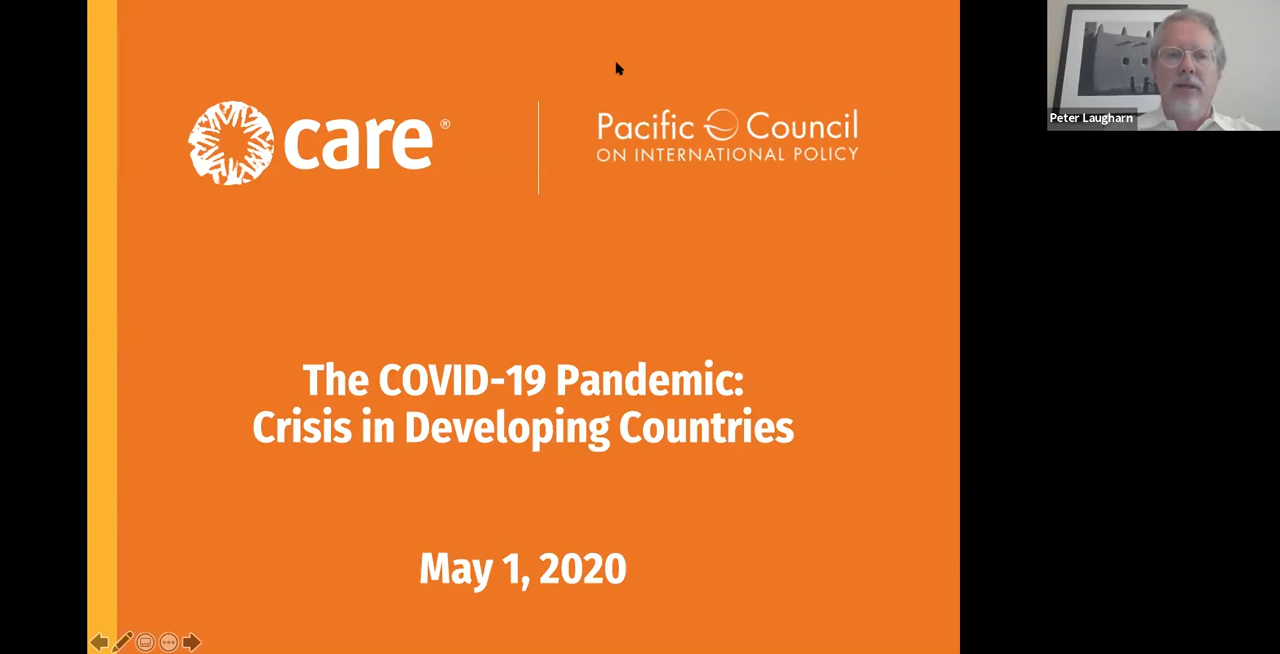 care®
Pacific Council
ON INTERNATIONAL POLICY
Peter Laugharn
The COVID-19 Pandemic:
Crisis in Developing Countries
May 1, 2020